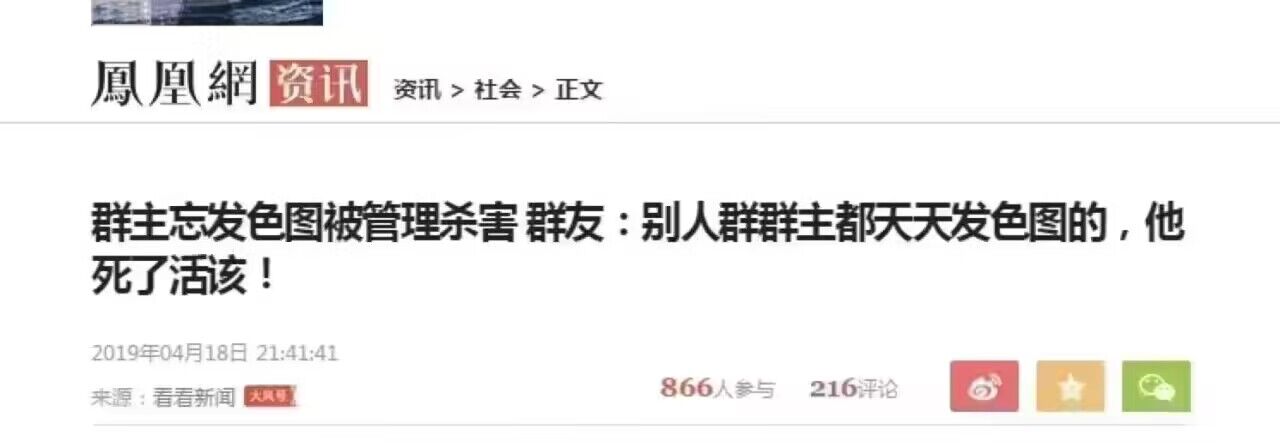 鳳凰網 资讯 资讯 > 社会 > 正文
群主忘发色图被管理杀害 群友：别人群群主都天天发色图的，他
死了活该！
2019年04月18日 21:41:41
来源：看看新闻 大风号
866人参与 216评论